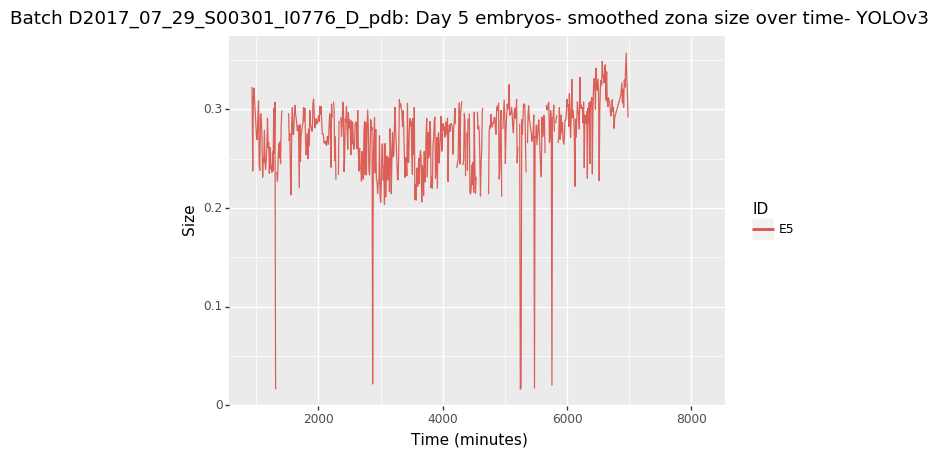 Batch D2017_07_29_S00301_I0776_D_pdb: Day 5 embryos- smoothed zona size over time- YOLOv3
Size
0.3
0.2
0.1
0
2000 4000 6000 8000
Time (minutes)
ID
E5